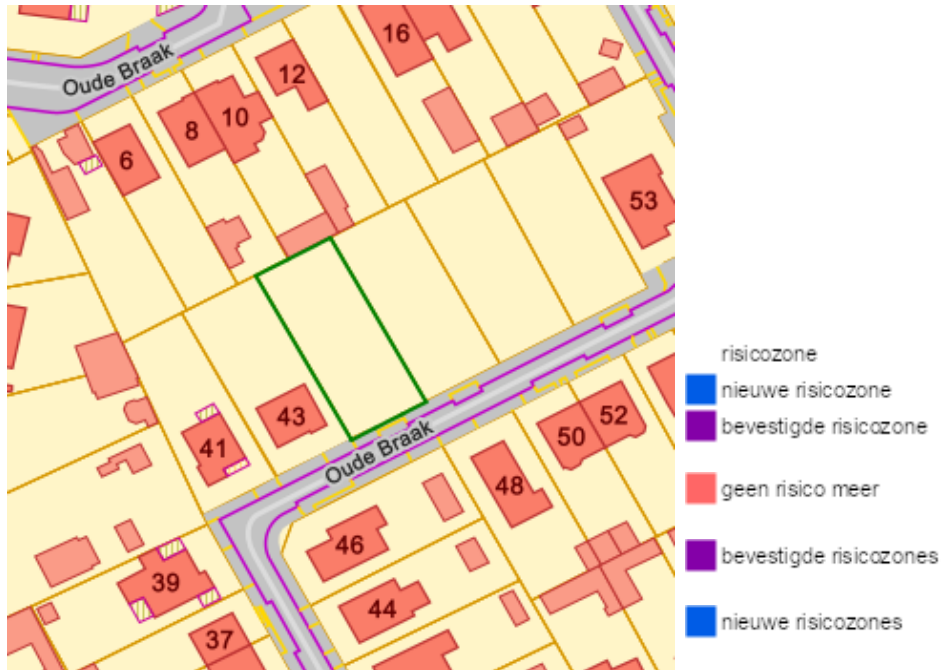 Oude Braak
16
12
10
8
6
53
43
41
Oude Braak
52
50
48
46
39
44
37
risicozone
nieuwe risicozone
bevestigde risicozone
geen risico meer
bevestigde risicozones
nieuwe risicozones